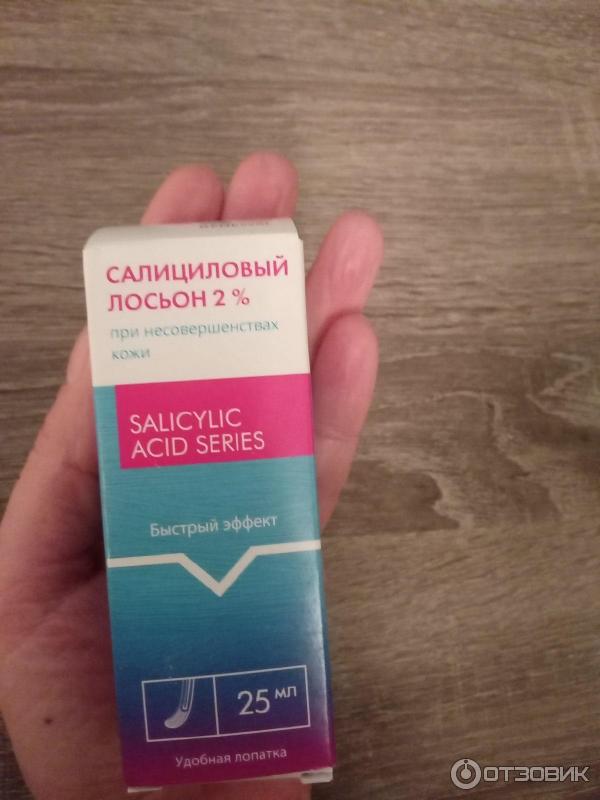 САЛИЦИЛОВЫЙ
ЛОСЬОН 2 %
при несовершенствах
кожи
SALICYLIC
ACID SERIES
Быстрый эффект
25 мл
Удобная лопатка
ОТЗОВИК